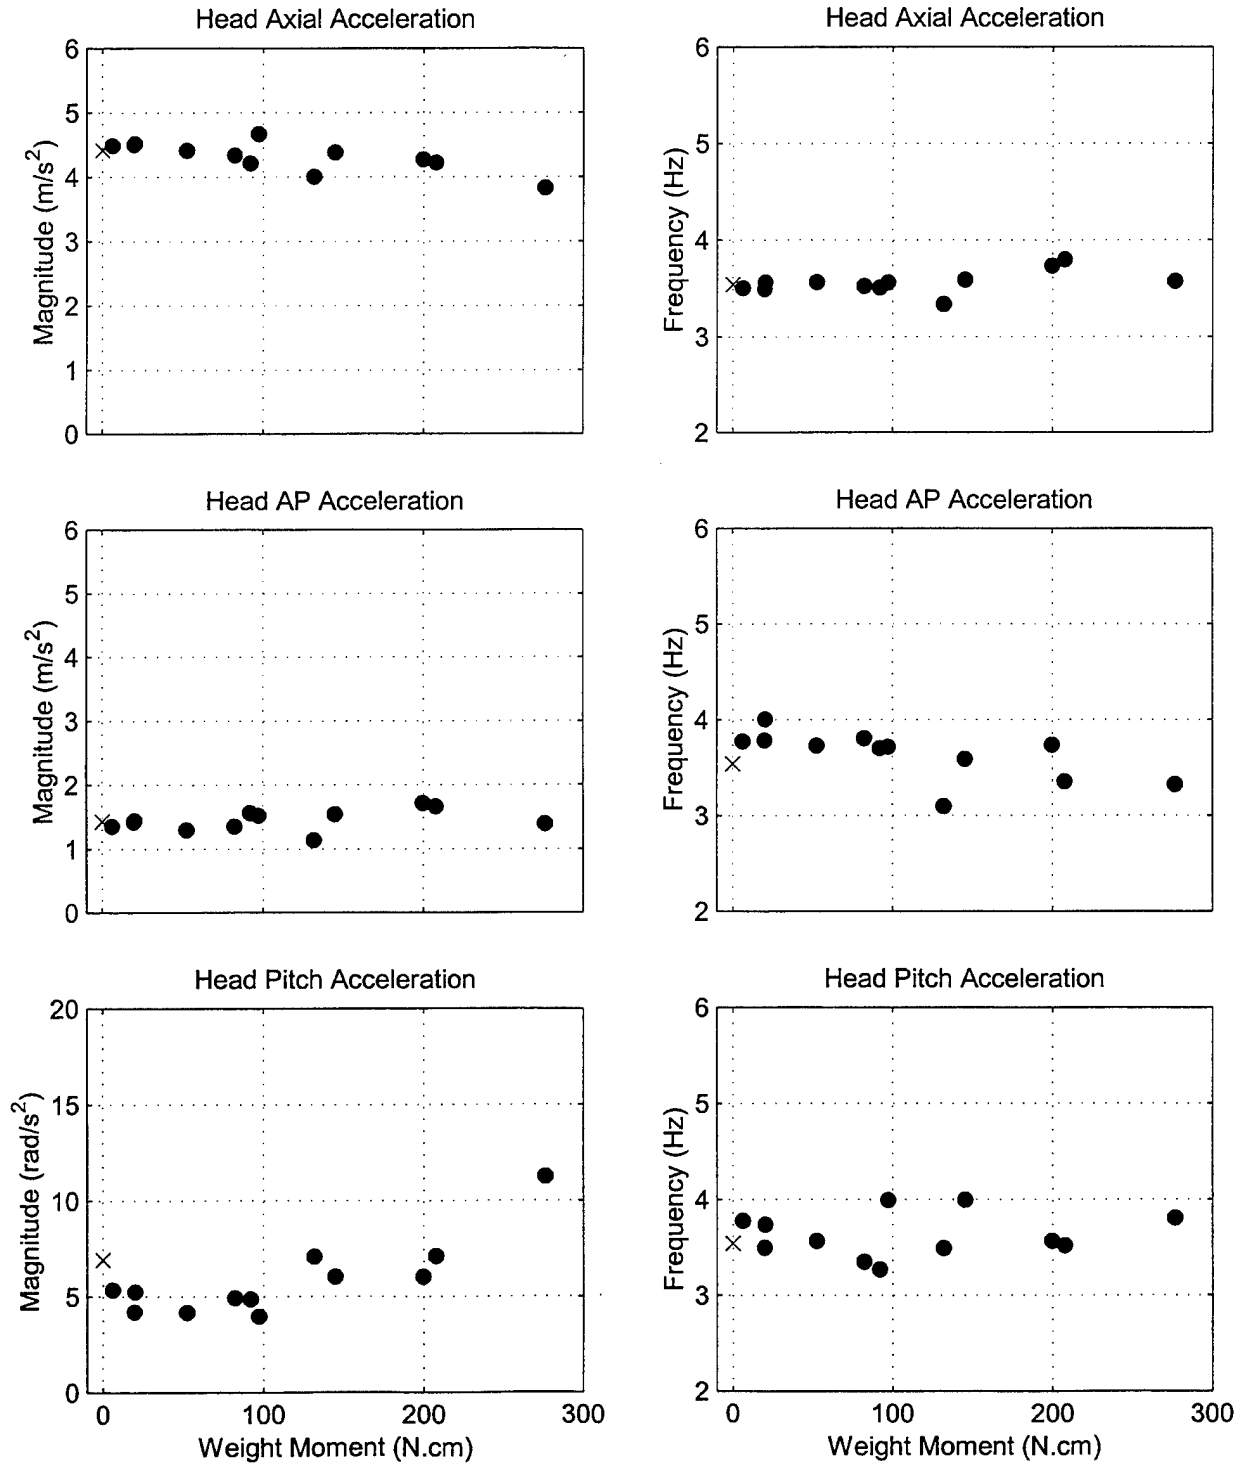 Head Axial Acceleration
6
5
4
3
2
1
0
Magnitude (m/s²)
Head Axial Acceleration
6
5
4
3
2
Frequency (Hz)
Head AP Acceleration
6
5
4
3
2
1
0
Magnitude (m/s²)
Head AP Acceleration
6
5
4
3
2
Frequency (Hz)
Head Pitch Acceleration
20
15
10
5
0
Magnitude (rad/s²)
0 100 200 300
Weight Moment (N.cm)
Head Pitch Acceleration
6
5
4
3
2
Frequency (Hz)
0 100 200 300
Weight Moment (N.cm)